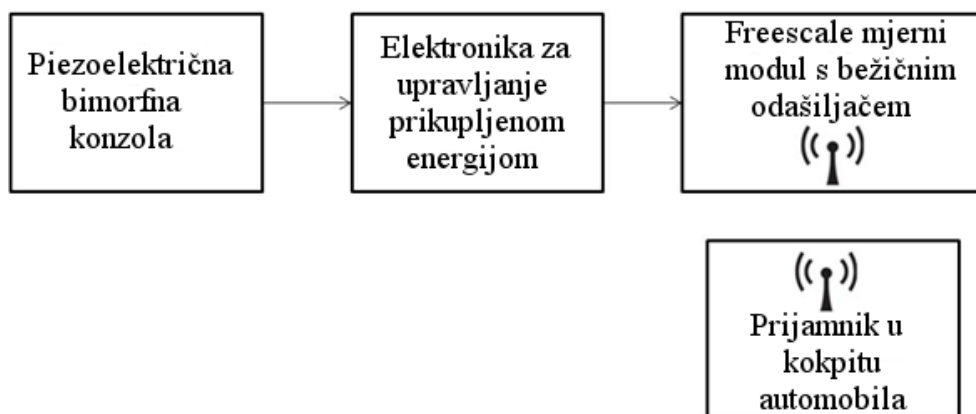 Piezoelektrična
bimorfna
konzola
Elektronika za
upravljanje
prikupljenom
energijom
Freescale mjerni
modul s bežičnim
odašiljačem
Prijamnik u
kokpitu
automobila